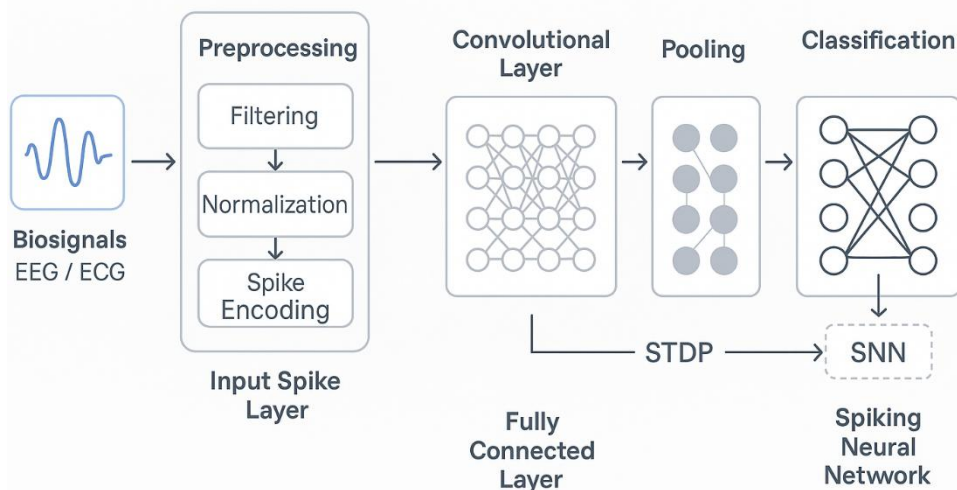 Preprocessing
Filtering
Normalization
Spike
Encoding
Input Spike
Layer
Biosignals
EEG / ECG
Convolutional
Layer
Pooling
Classification
STDP
SNN
Fully
Connected
Layer
Spiking
Neural
Network